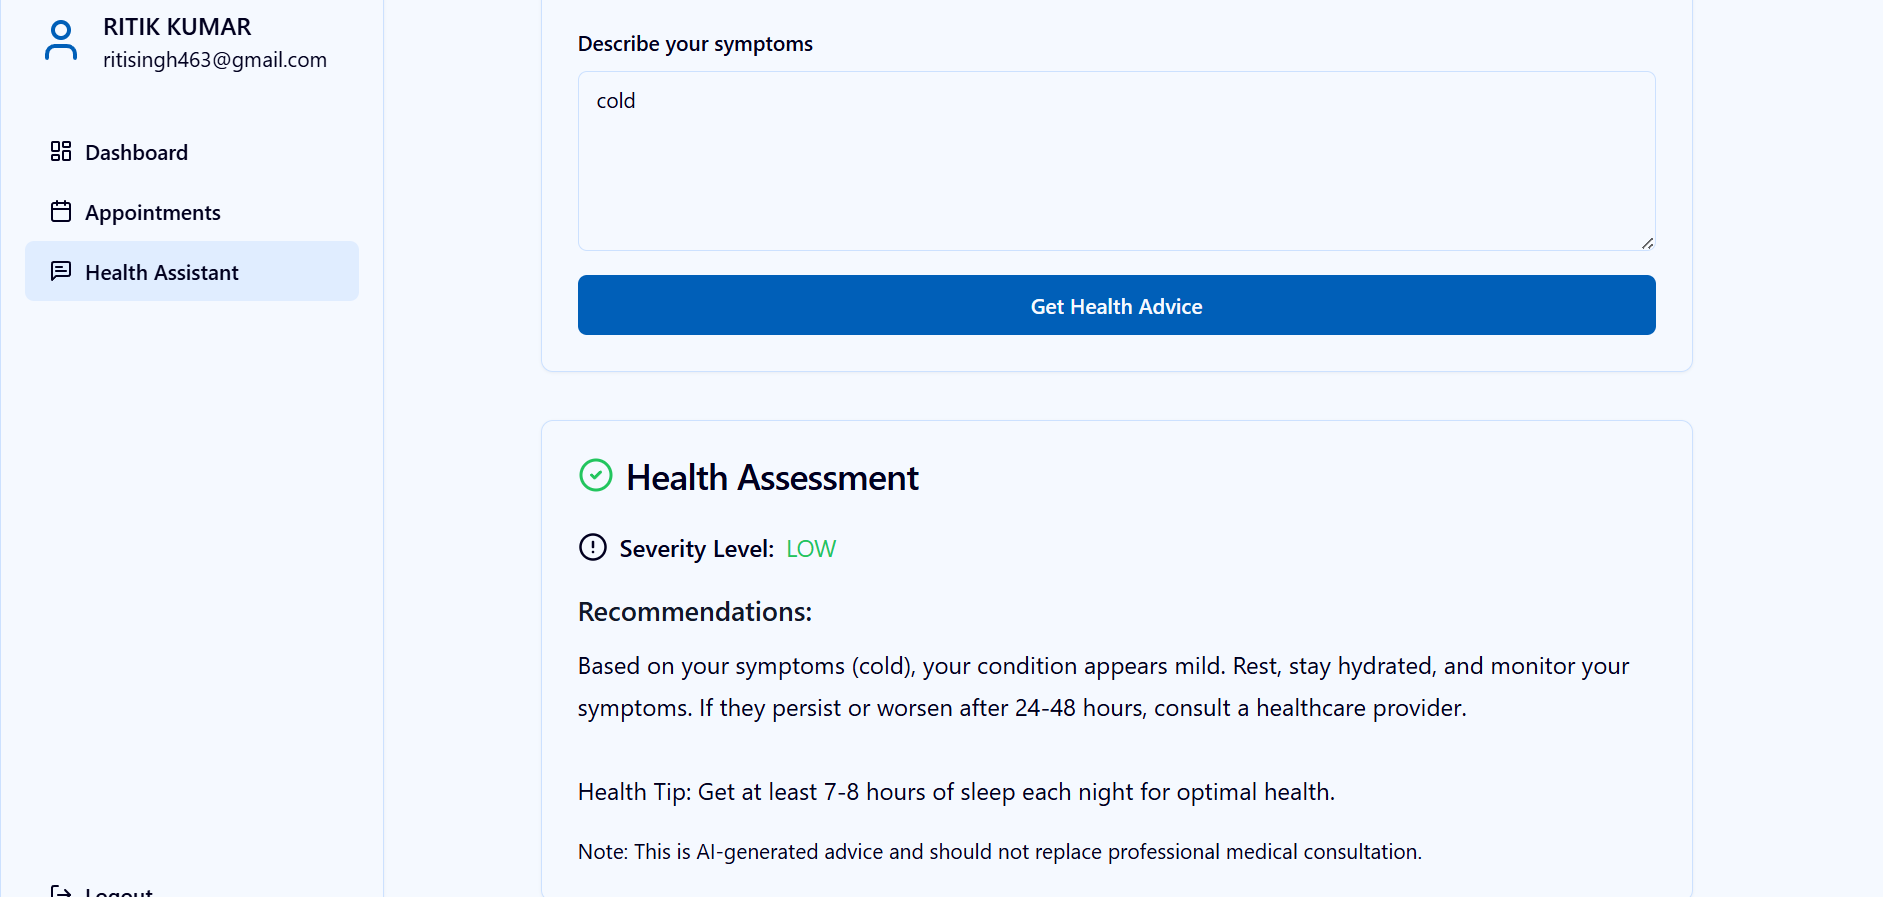 RITIK KUMAR
ritisingh463@gmail.com
Dashboard
Appointments
Health Assistant
Logout
Describe your symptoms
cold
Get Health Advice
Health Assessment
Severity Level: LOW
Recommendations:
Based on your symptoms (cold), your condition appears mild. Rest, stay hydrated, and monitor your
symptoms. If they persist or worsen after 24-48 hours, consult a healthcare provider.
Health Tip: Get at least 7-8 hours of sleep each night for optimal health.
Note: This is AI-generated advice and should not replace professional medical consultation.